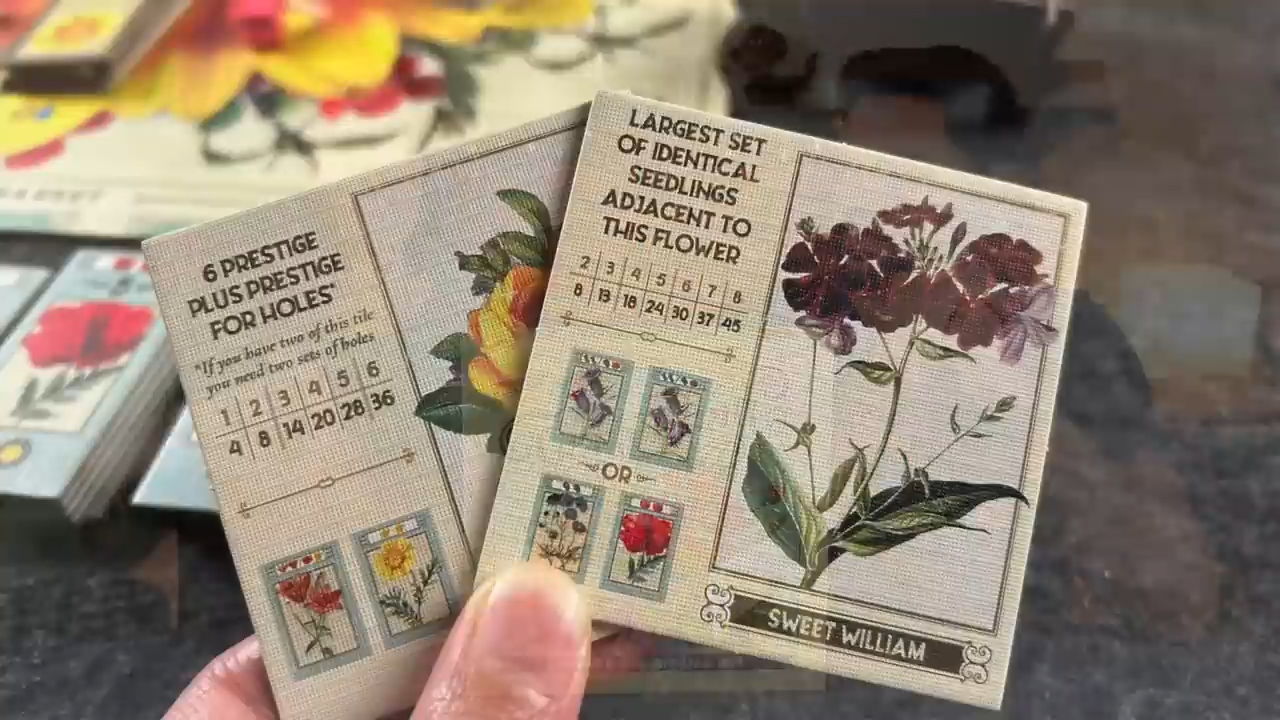 6 PRESTIGE
PLUS PRESTIGE
FOR HOLES*
*If you have two of this tile
you need two sets of holes
1 2 3 4 5 6
4 8 14 20 28 36
LARGEST SET
OF IDENTICAL
SEEDLINGS
ADJACENT TO
THIS FLOWER
2 3 4 5 6 7 8
8 13 18 24 30 37 45
OR
SWEET WILLIAM